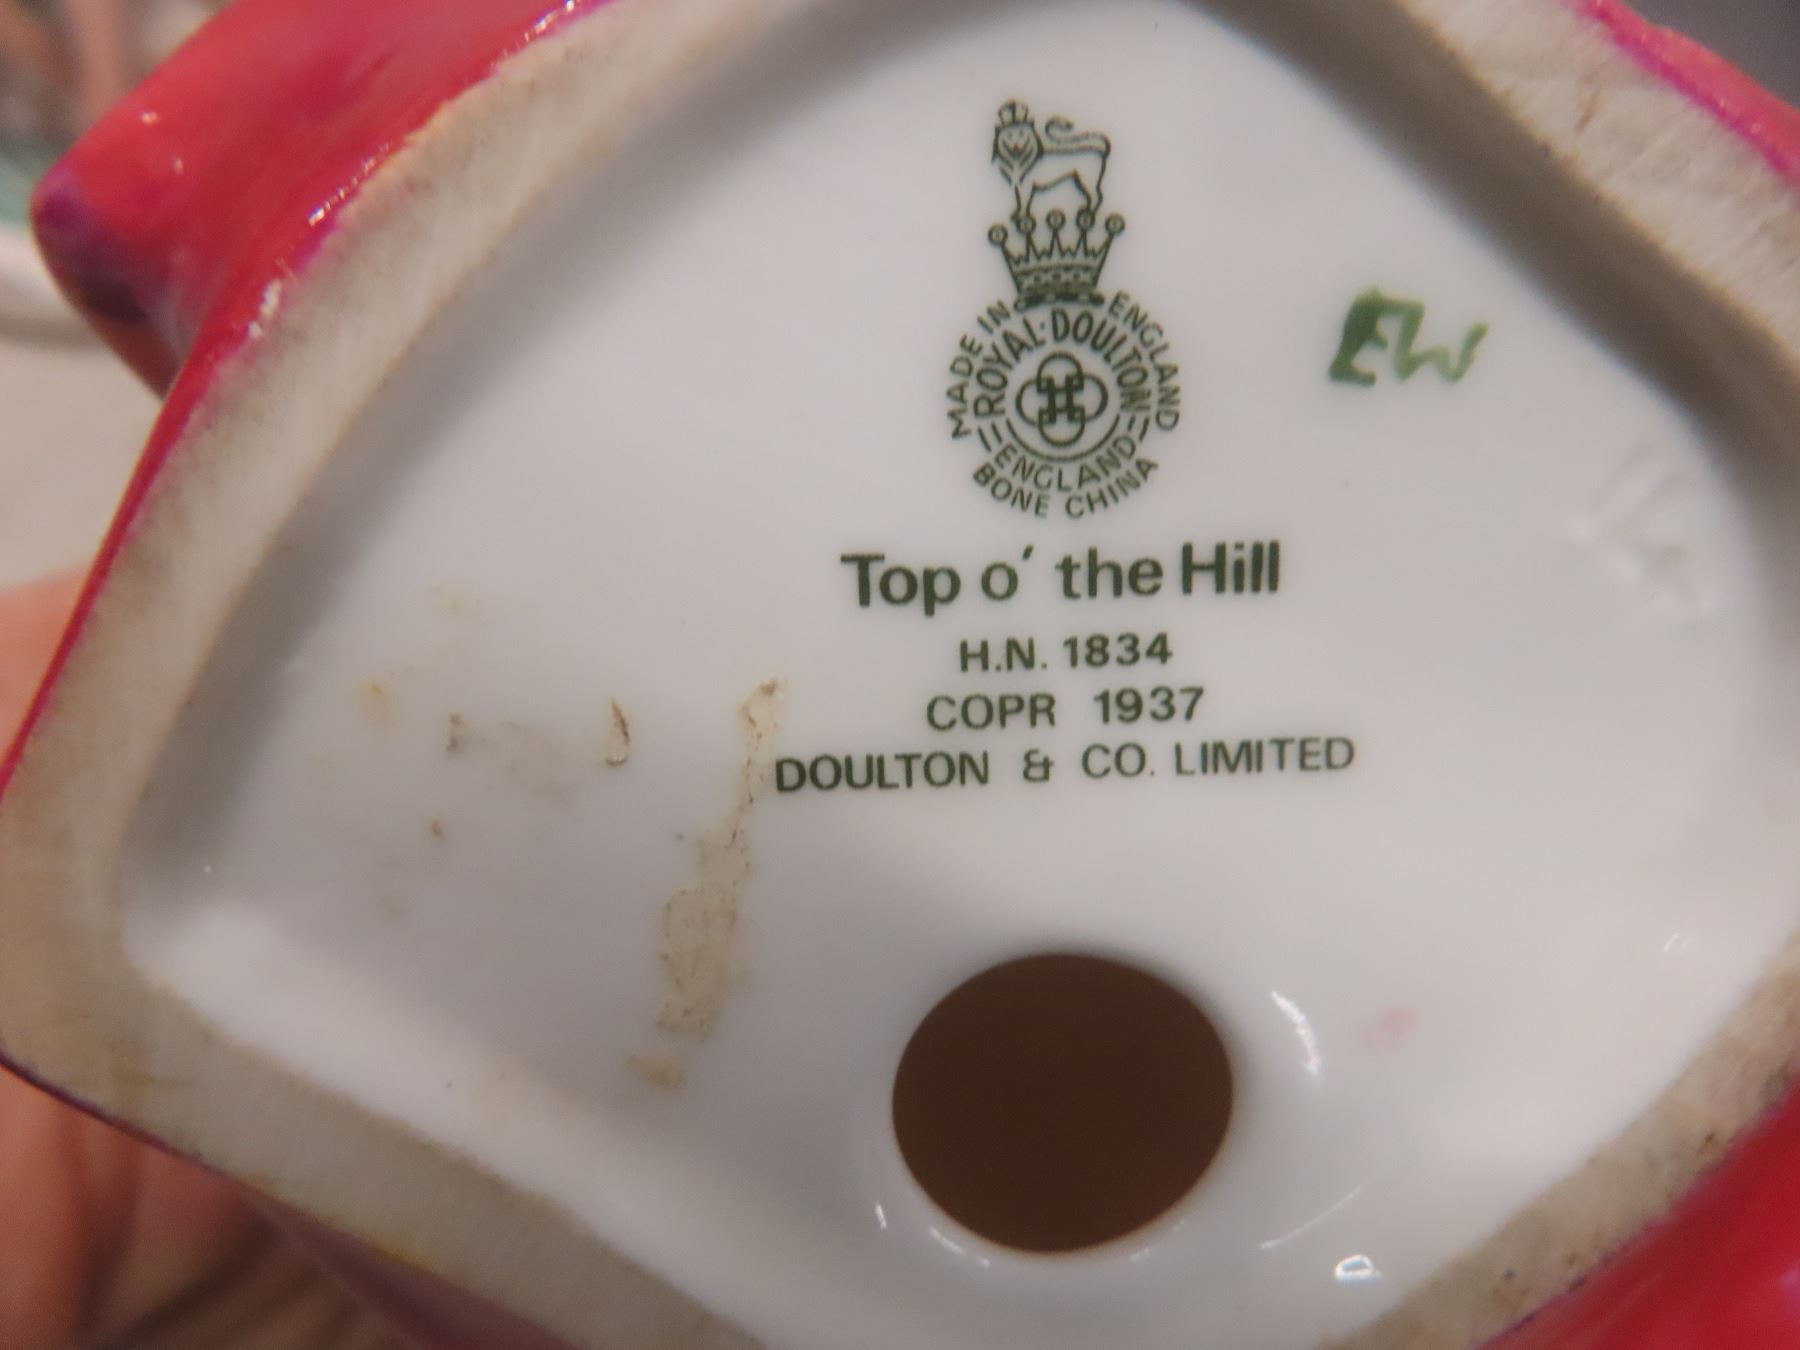 MADE IN ENGLAND
ROYAL·DOULTON
ENGLAND
BONE CHINA
EW
Top o' the Hill
H.N. 1834
COPR 1937
DOULTON & CO. LIMITED